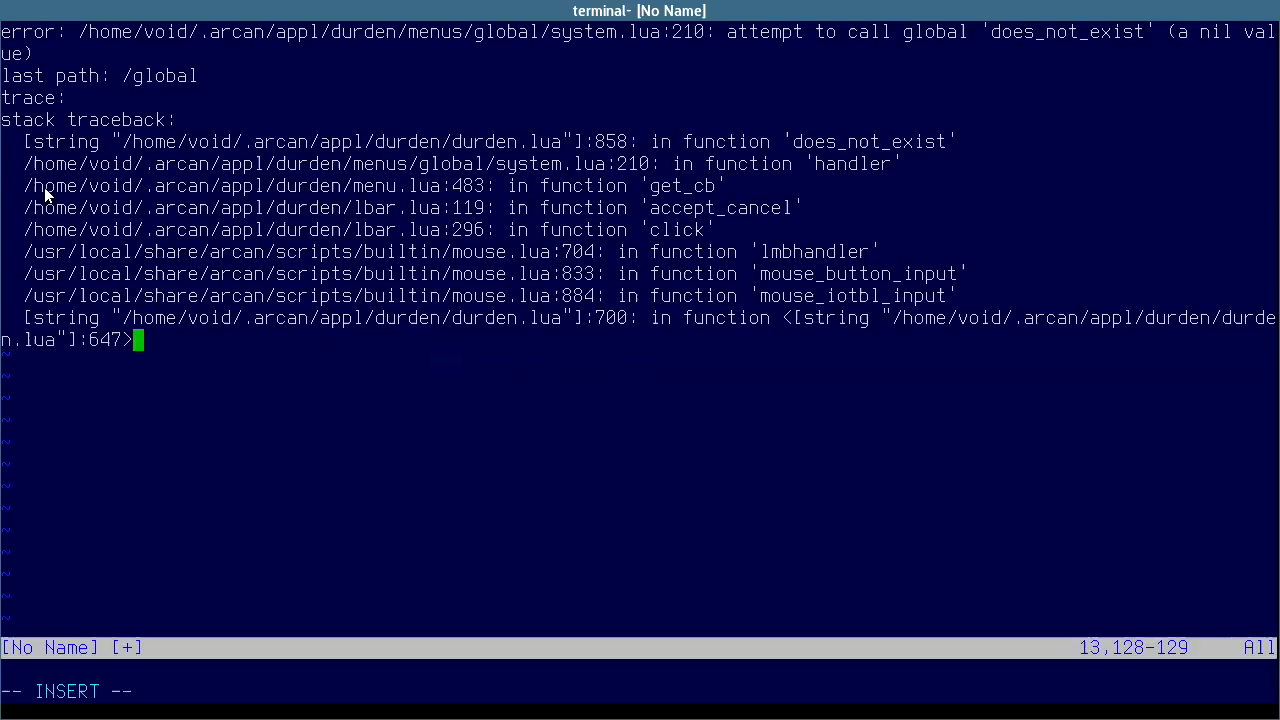 terminal- [No Name]
error: /home/void/.arcan/appl/durden/menus/global/system.lua:210: attempt to call global 'does_not_exist' (a nil val
ue)
last path: /global
trace:
stack traceback:
  [string "/home/void/.arcan/appl/durden/durden.lua"]:858: in function 'does_not_exist'
  /home/void/.arcan/appl/durden/menus/global/system.lua:210: in function 'handler'
  /home/void/.arcan/appl/durden/menu.lua:483: in function 'get_cb'
  /home/void/.arcan/appl/durden/lbar.lua:119: in function 'accept_cancel'
  /home/void/.arcan/appl/durden/lbar.lua:296: in function 'click'
  /usr/local/share/arcan/scripts/builtin/mouse.lua:704: in function 'lmbhandler'
  /usr/local/share/arcan/scripts/builtin/mouse.lua:833: in function 'mouse_button_input'
  /usr/local/share/arcan/scripts/builtin/mouse.lua:884: in function 'mouse_iotbl_input'
  [string "/home/void/.arcan/appl/durden/durden.lua"]:700: in function <[string "/home/void/.arcan/appl/durden/durde
n.lua"]:647>
~
~
~
~
~
~
~
~
~
~
~
~
~
[No Name] [+] 13,128-129 All
-- INSERT --